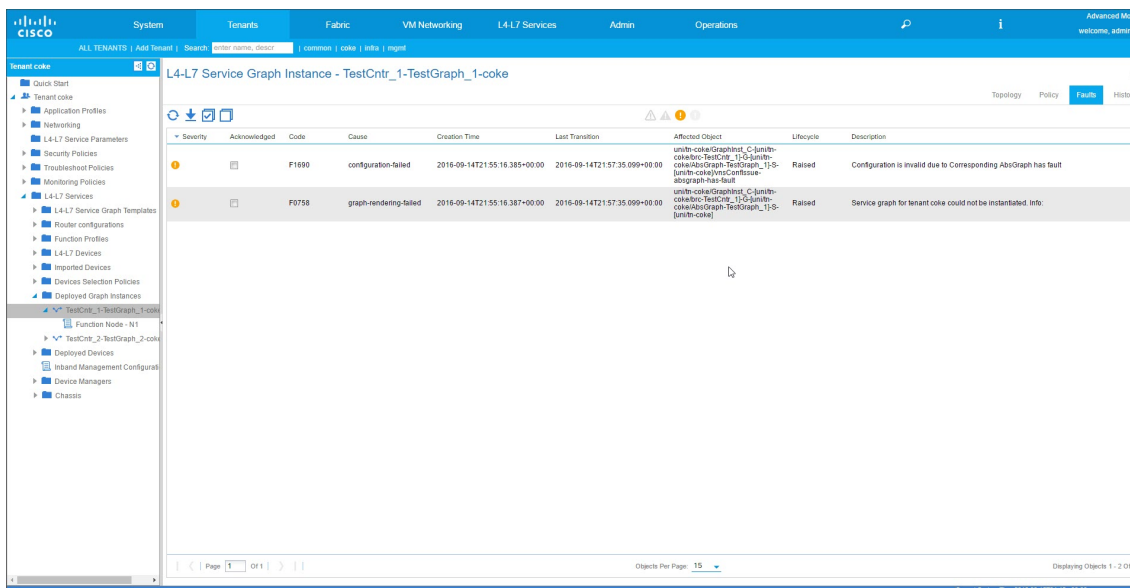 Advanced Mo
System Tenants Fabric VM Networking L4-L7 Services Admin Operations i
CISCO
welcome, admin
ALL TENANTS | Add Tenant | Search: enter name, descr | common | coke | infra | mgmt
Tenant coke
Quick Start
Tenant coke
Application Profiles
Networking
L4-L7 Service Parameters
Security Policies
Troubleshoot Policies
Monitoring Policies
L4-L7 Services
L4-L7 Service Graph Templates
Router configurations
Function Profiles
L4-L7 Devices
Imported Devices
Devices Selection Policies
Deployed Graph Instances
TestCntr_1-TestGraph_1-coke
Function Node - N1
TestCntr_2-TestGraph_2-coke
Deployed Devices
Inband Management Configurati
Device Managers
Chassis
L4-L7 Service Graph Instance - TestCntr_1-TestGraph_1-coke
Topology Policy Faults Histo
Severity Acknowledged Code Cause Creation Time Last Transition Affected Object Lifecycle Description
F1690 configuration-failed 2016-09-14T21:55:16.385+00:00 2016-09-14T21:57:35.099+00:00
uni/tn-coke/GraphInst_C-[uni/tn-
coke/brc-TestCntr_1]-G-[uni/tn-
coke/AbsGraph-TestGraph_1]-S-
[uni/tn-coke]/vnsConfIssue-
absgraph-has-fault
Raised Configuration is invalid due to Corresponding AbsGraph has fault
F0758 graph-rendering-failed 2016-09-14T21:55:16.387+00:00 2016-09-14T21:57:35.099+00:00
uni/tn-coke/GraphInst_C-[uni/tn-
coke/brc-TestCntr_1]-G-[uni/tn-
coke/AbsGraph-TestGraph_1]-S-
[uni/tn-coke]
Raised Service graph for tenant coke could not be instantiated. Info:
Page 1 Of 1 Objects Per Page: 15 Displaying Objects 1 - 2 Of